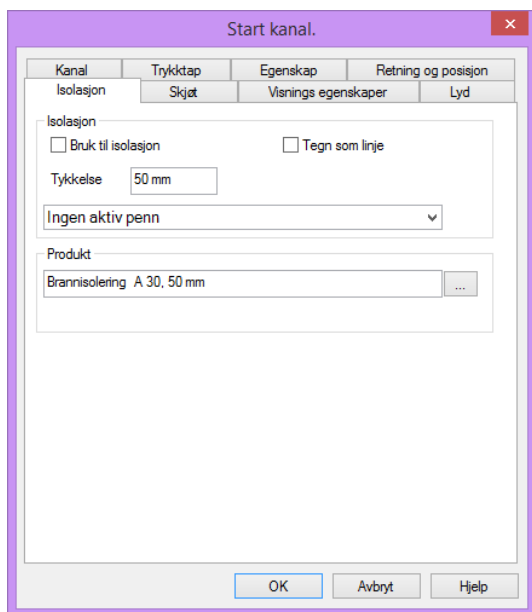 Start kanal.
Kanal Trykktap Egenskap Retning og posisjon
Isolasjon Skjøt Visnings egenskaper Lyd
Isolasjon
Bruk til isolasjon Tegn som linje
Tykkelse 50 mm
Ingen aktiv penn
Produkt
Brannisolering A 30, 50 mm ...
OK Avbryt Hjelp